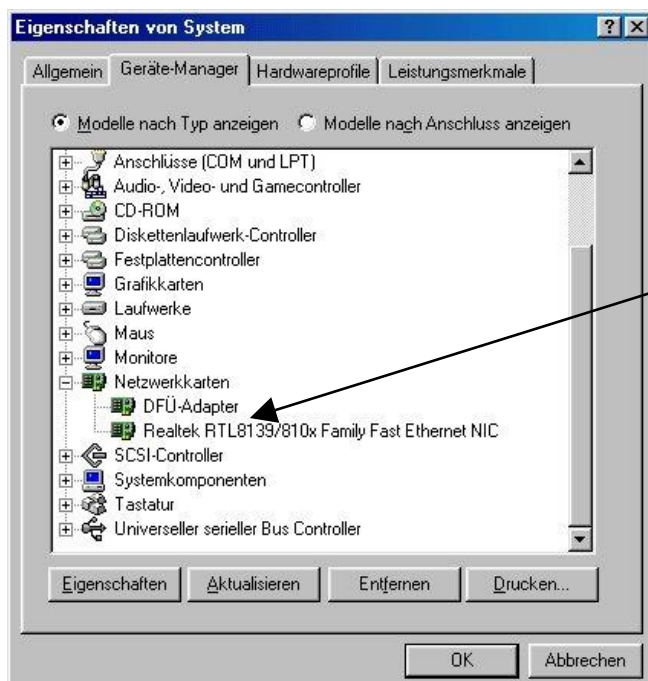 Eigenschaften von System
Allgemein Geräte-Manager Hardwareprofile Leistungsmerkmale
Modelle nach Typ anzeigen Modelle nach Anschluss anzeigen
Anschlüsse (COM und LPT)
Audio-, Video- und Gamecontroller
CD-ROM
Diskettenlaufwerk-Controller
Festplattencontroller
Grafikkarten
Laufwerke
Maus
Monitore
Netzwerkkarten
DFÜ-Adapter
Realtek RTL8139/810x Family Fast Ethernet NIC
SCSI-Controller
Systemkomponenten
Tastatur
Universeller serieller Bus Controller
Eigenschaften Aktualisieren Entfernen Drucken...
OK Abbrechen